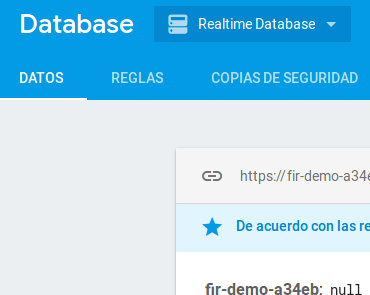 Database
Realtime Database
DATOS REGLAS COPIAS DE SEGURIDAD
https://fir-demo-a34
De acuerdo con las re
fir-demo-a34eb: null